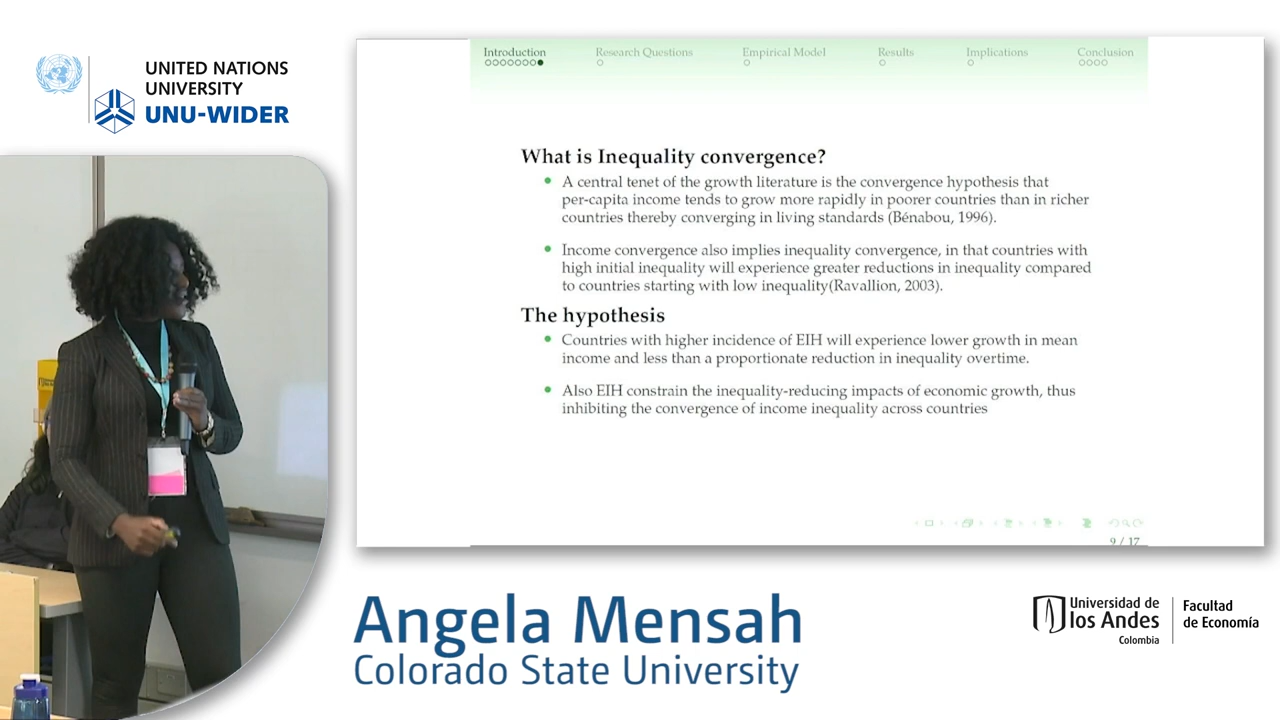 UNITED NATIONS
UNIVERSITY
UNU-WIDER
Introduction
Research Questions
Empirical Model
Results
Implications
Conclusion
What is Inequality convergence?
A central tenet of the growth literature is the convergence hypothesis that
per-capita income tends to grow more rapidly in poorer countries than in richer
countries thereby converging in living standards (Bénabou, 1996).
Income convergence also implies inequality convergence, in that countries with
high initial inequality will experience greater reductions in inequality compared
to countries starting with low inequality(Ravallion, 2003).
The hypothesis
Countries with higher incidence of EIH will experience lower growth in mean
income and less than a proportionate reduction in inequality overtime.
Also EIH constrain the inequality-reducing impacts of economic growth, thus
inhibiting the convergence of income inequality across countries
9 / 17
Angela Mensah
Colorado State University
Universidad de
los Andes
Colombia
Facultad
de Economía